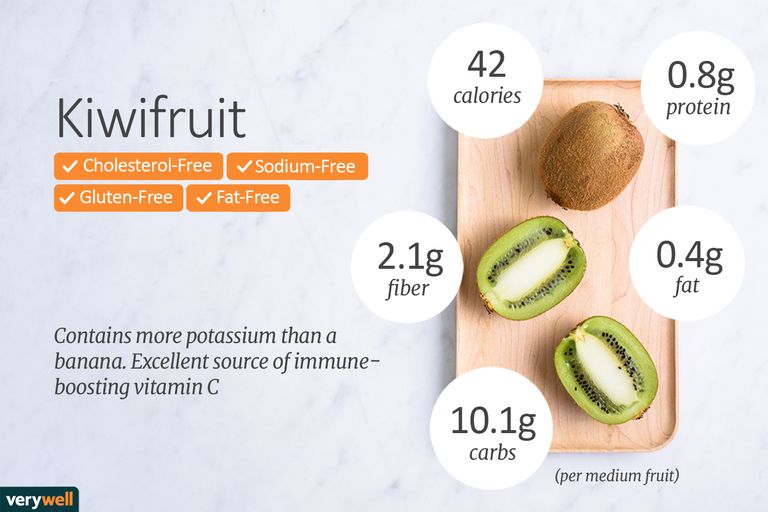 Kiwifruit
Cholesterol-Free
Sodium-Free
Gluten-Free
Fat-Free
Contains more potassium than a
banana. Excellent source of immune-
boosting vitamin C
42
calories
0.8g
protein
2.1g
fiber
0.4g
fat
10.1g
carbs
(per medium fruit)
verywell